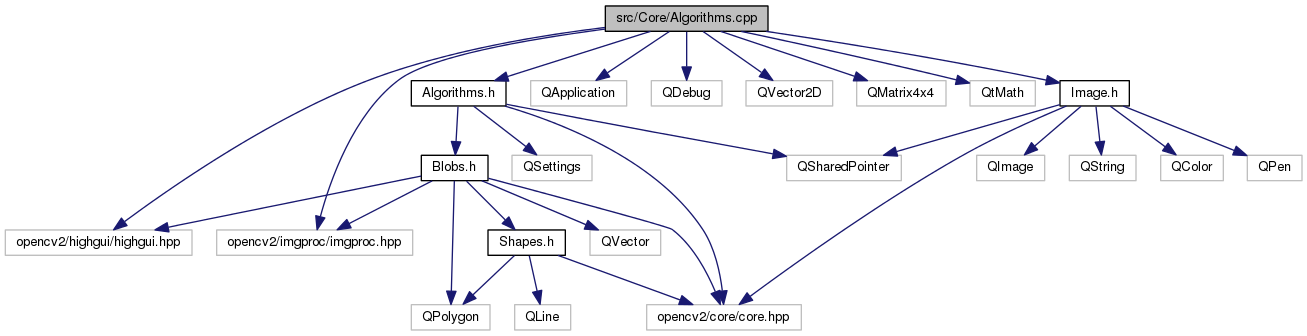 src/Core/Algorithms.cpp
Algorithms.h
QApplication
QDebug
QVector2D
QMatrix4x4
QtMath
Image.h
Blobs.h
QSettings
QSharedPointer
QImage
QString
QColor
QPen
opencv2/highgui/highgui.hpp
opencv2/imgproc/imgproc.hpp
Shapes.h
QVector
QPolygon
QLine
opencv2/core/core.hpp